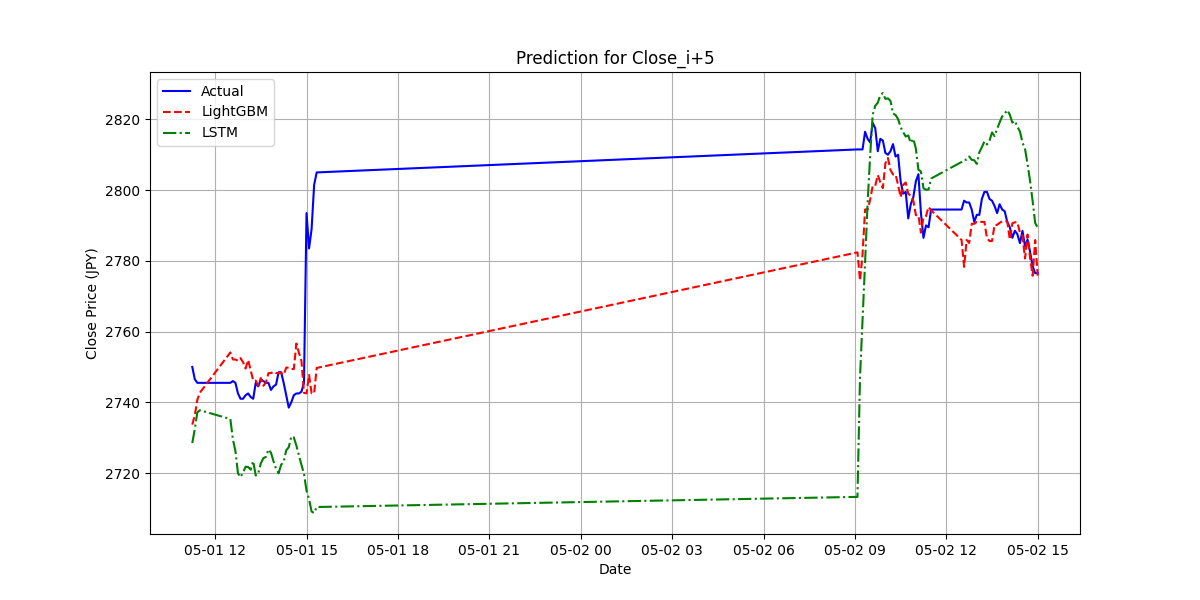 Prediction for Close_i+5
Actual
LightGBM
LSTM
Close Price (JPY)
2820
2800
2780
2760
2740
2720
05-01 12
05-01 15
05-01 18
05-01 21
05-02 00
05-02 03
05-02 06
05-02 09
05-02 12
05-02 15
Date